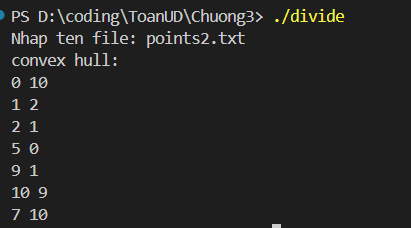 PS D:\coding\ToanUD\Chuong3> ./divide
Nhap ten file: points2.txt
convex hull:
0 10
1 2
2 1
5 0
9 1
10 9
7 10